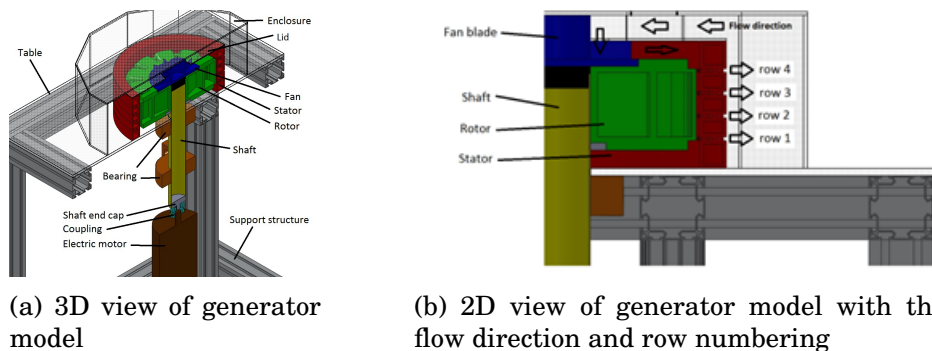 Enclosure
Lid
Table
Fan
Stator
Rotor
Shaft
Bearing
Shaft end cap
Coupling
Electric motor
Support structure
Fan blade
Flow direction
row 4
row 3
row 2
row 1
Shaft
Rotor
Stator
(a) 3D view of generator
model
(b) 2D view of generator model with th
flow direction and row numbering